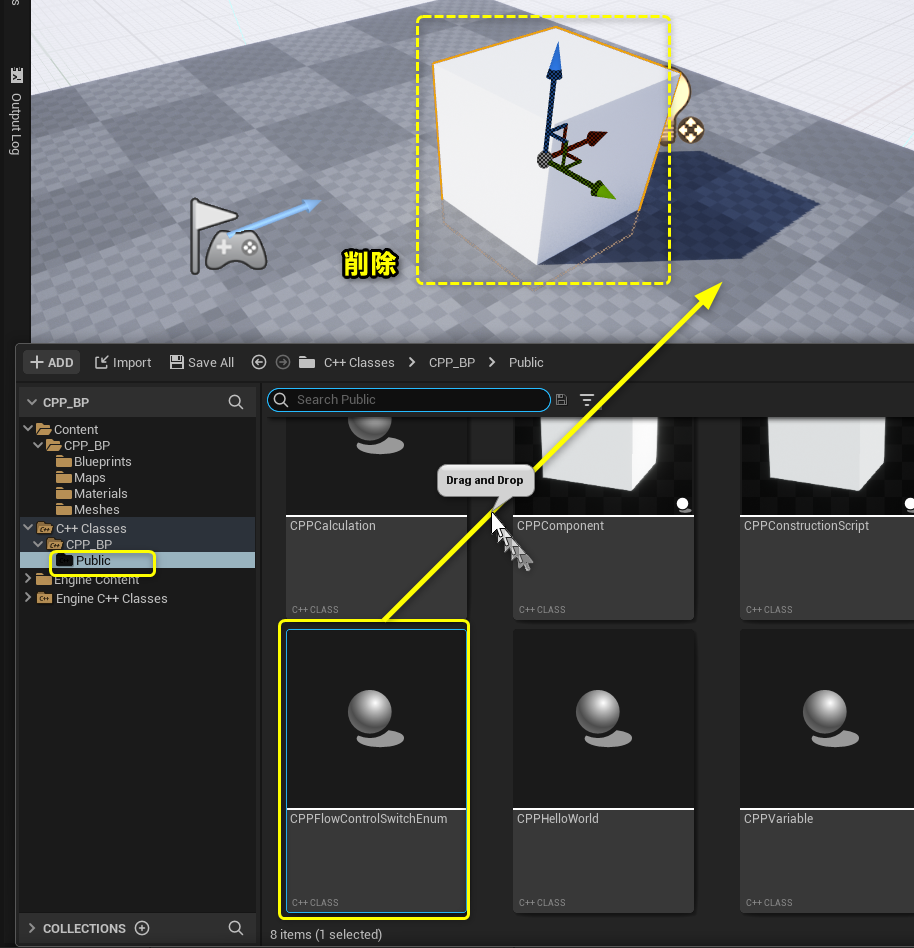 Output Log
削除
ADD
Import
Save All
C++ Classes
CPP_BP
Public
CPP_BP
Search Public
Content
CPP_BP
Blueprints
Maps
Materials
Meshes
C++ Classes
CPP_BP
Public
Engine Content
Engine C++ Classes
COLLECTIONS
Drag and Drop
CPPCalculation
C++ CLASS
CPPComponent
C++ CLASS
CPPConstructionScript
C++ CLASS
CPPFlowControlSwitchEnum
C++ CLASS
CPPHelloWorld
C++ CLASS
CPPVariable
C++ CLASS
8 items (1 selected)